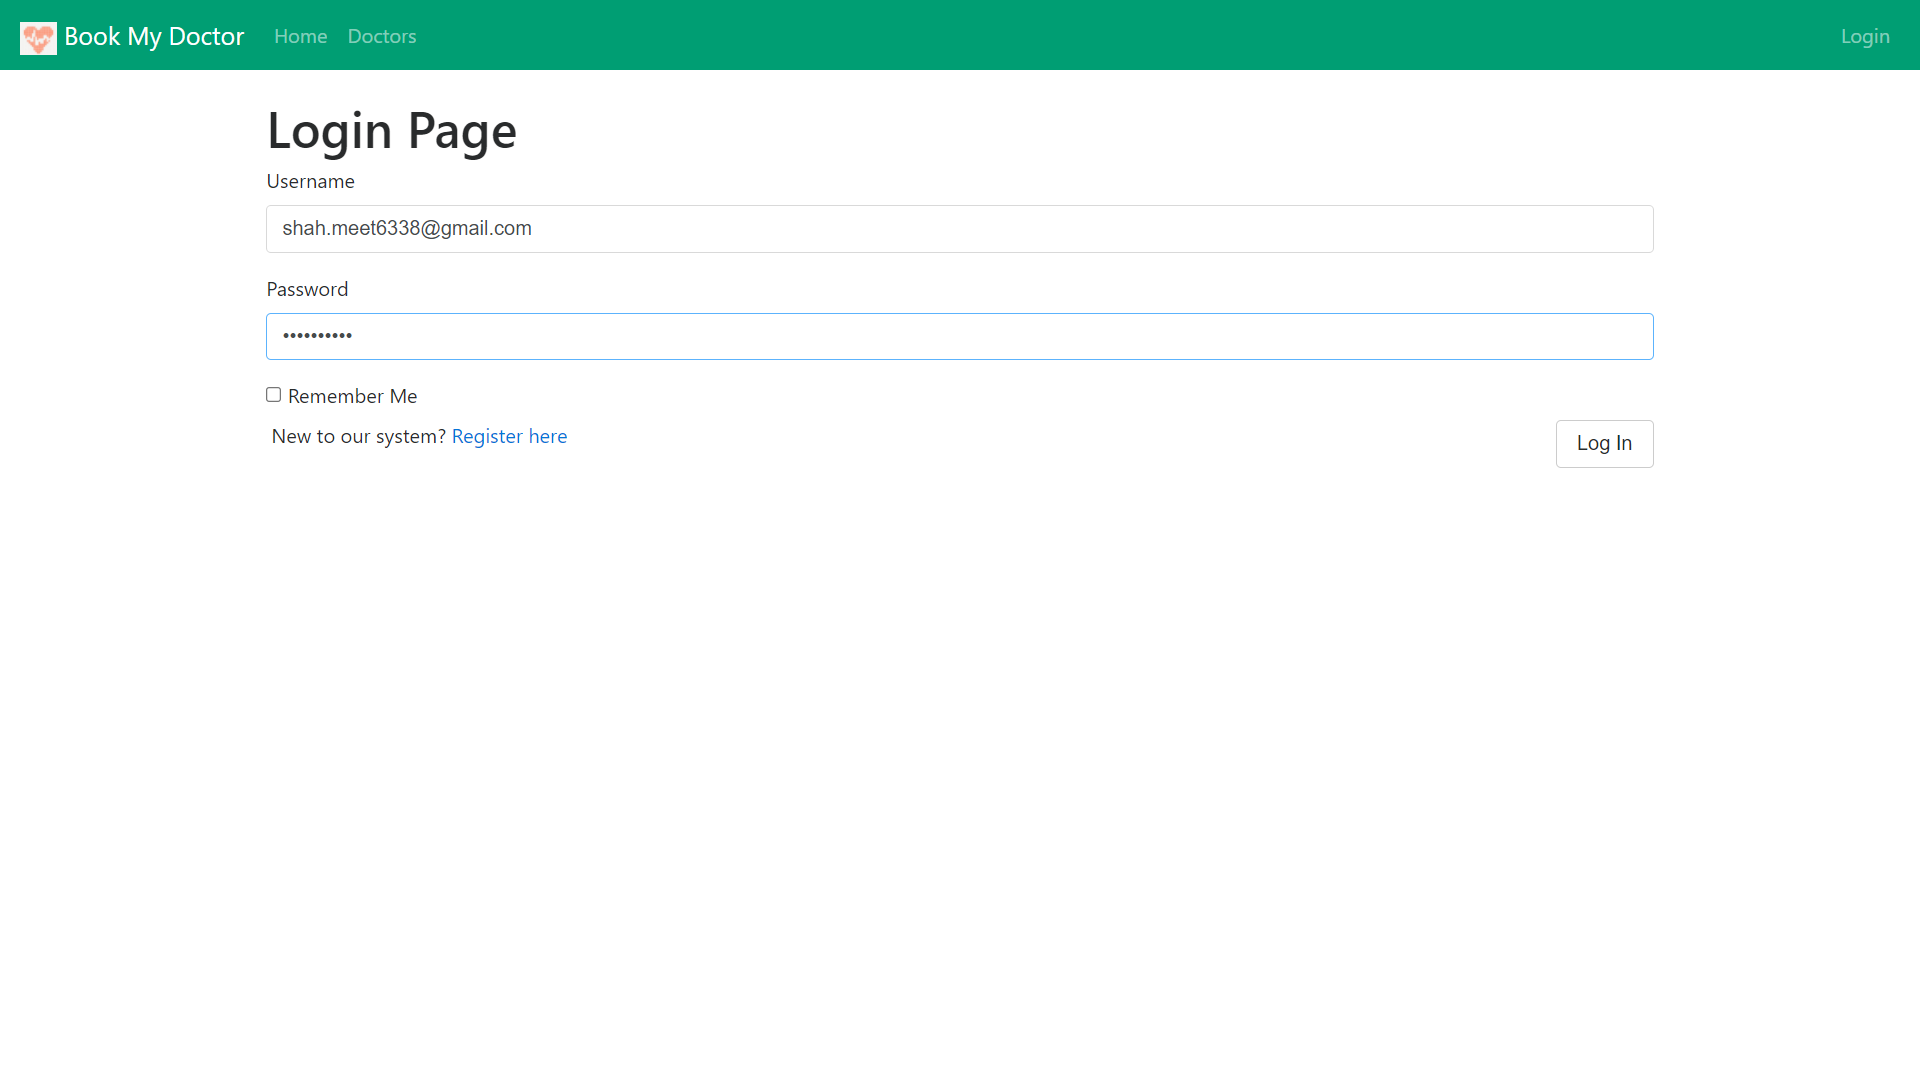 Book My Doctor Home Doctors Login
Login Page
Username
shah.meet6338@gmail.com
Password
••••••••••
Remember Me
New to our system? Register here
Log In